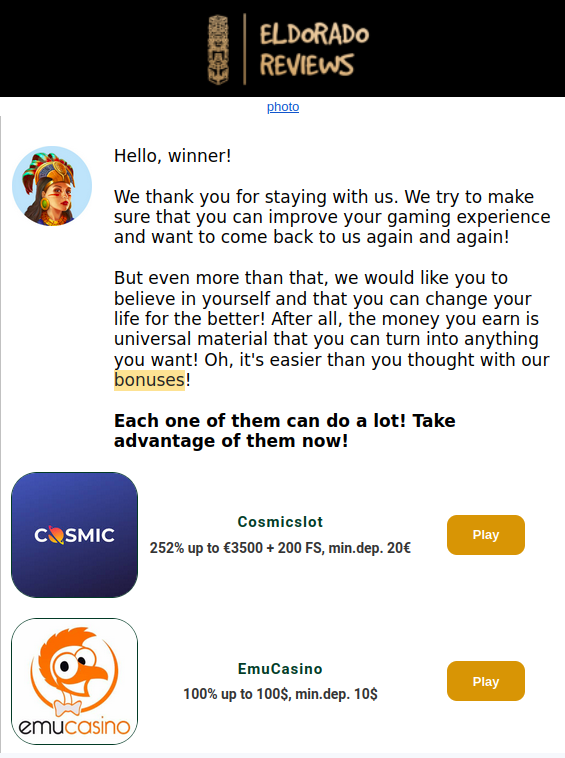 ELDORADO
REVIEWS
photo
Hello, winner!
We thank you for staying with us. We try to make
sure that you can improve your gaming experience
and want to come back to us again and again!
But even more than that, we would like you to
believe in yourself and that you can change your
life for the better! After all, the money you earn is
universal material that you can turn into anything
you want! Oh, it's easier than you thought with our
bonuses!
Each one of them can do a lot! Take
advantage of them now!
COSMIC
Cosmicslot
252% up to €3500 + 200 FS, min.dep. 20€
Play
emucasino
EmuCasino
100% up to 100$, min.dep. 10$
Play